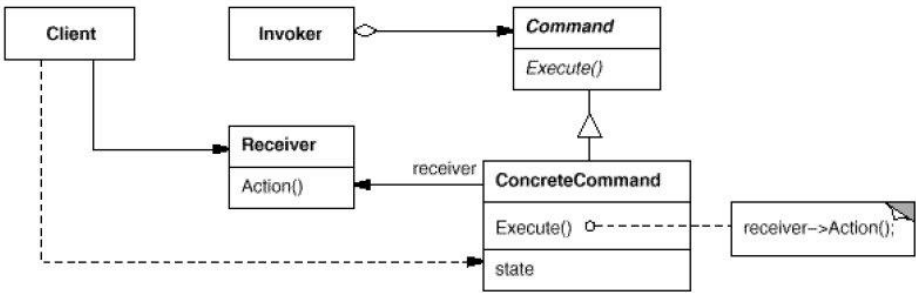 Client
Invoker
Command
Execute()
Receiver
Action()
receiver
ConcreteCommand
Execute()
state
receiver->Action();